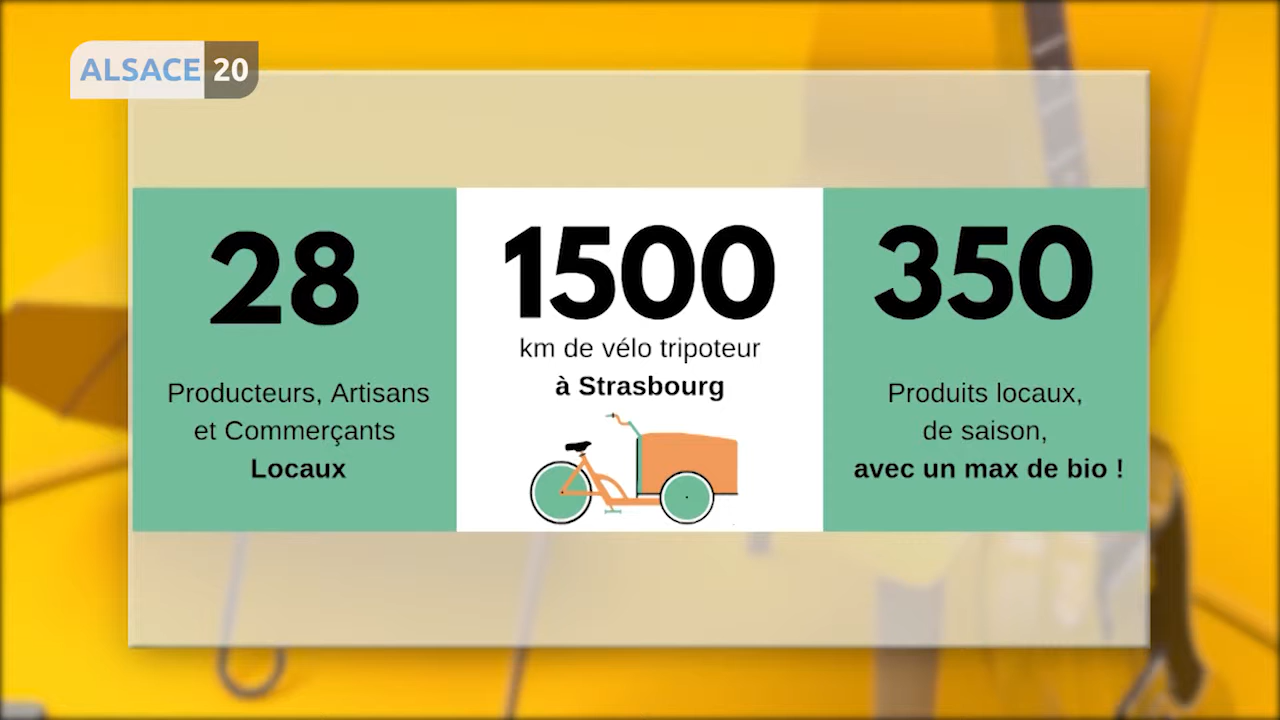 ALSACE 20
28
Producteurs, Artisans
et Commerçants
Locaux
1500
km de vélo tripoteur
à Strasbourg
350
Produits locaux,
de saison,
avec un max de bio !